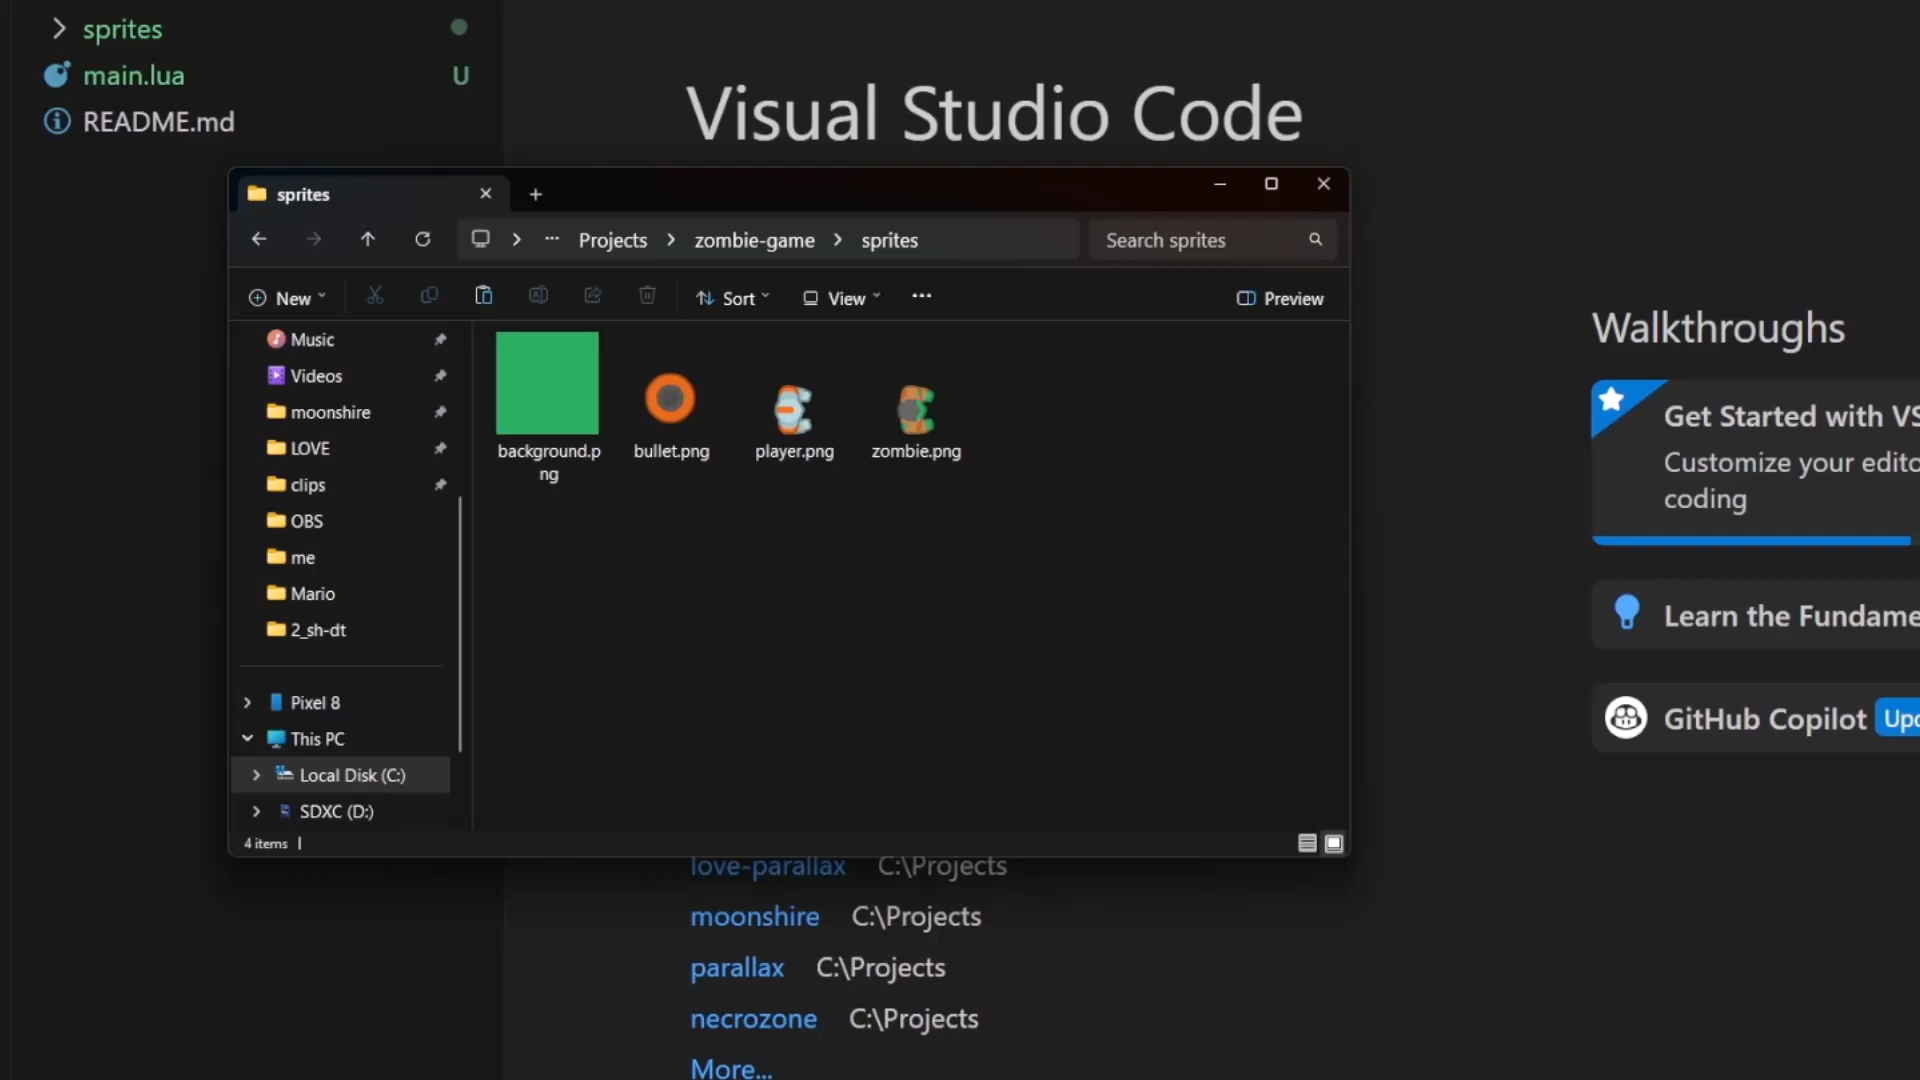 sprites
main.lua U
README.md
Visual Studio Code
sprites
Projects zombie-game sprites
Search sprites
New
Sort
View
Preview
Music
Videos
moonshire
LOVE
clips
OBS
me
Mario
2_sh-dt
Pixel 8
This PC
Local Disk (C:)
SDXC (D:)
background.p
ng
bullet.png
player.png
zombie.png
4 items
love-parallax C:\Projects
moonshire C:\Projects
parallax C:\Projects
necrozone C:\Projects
More...
Walkthroughs
Get Started with VS
Customize your edito
coding
Learn the Fundame
GitHub Copilot Upd